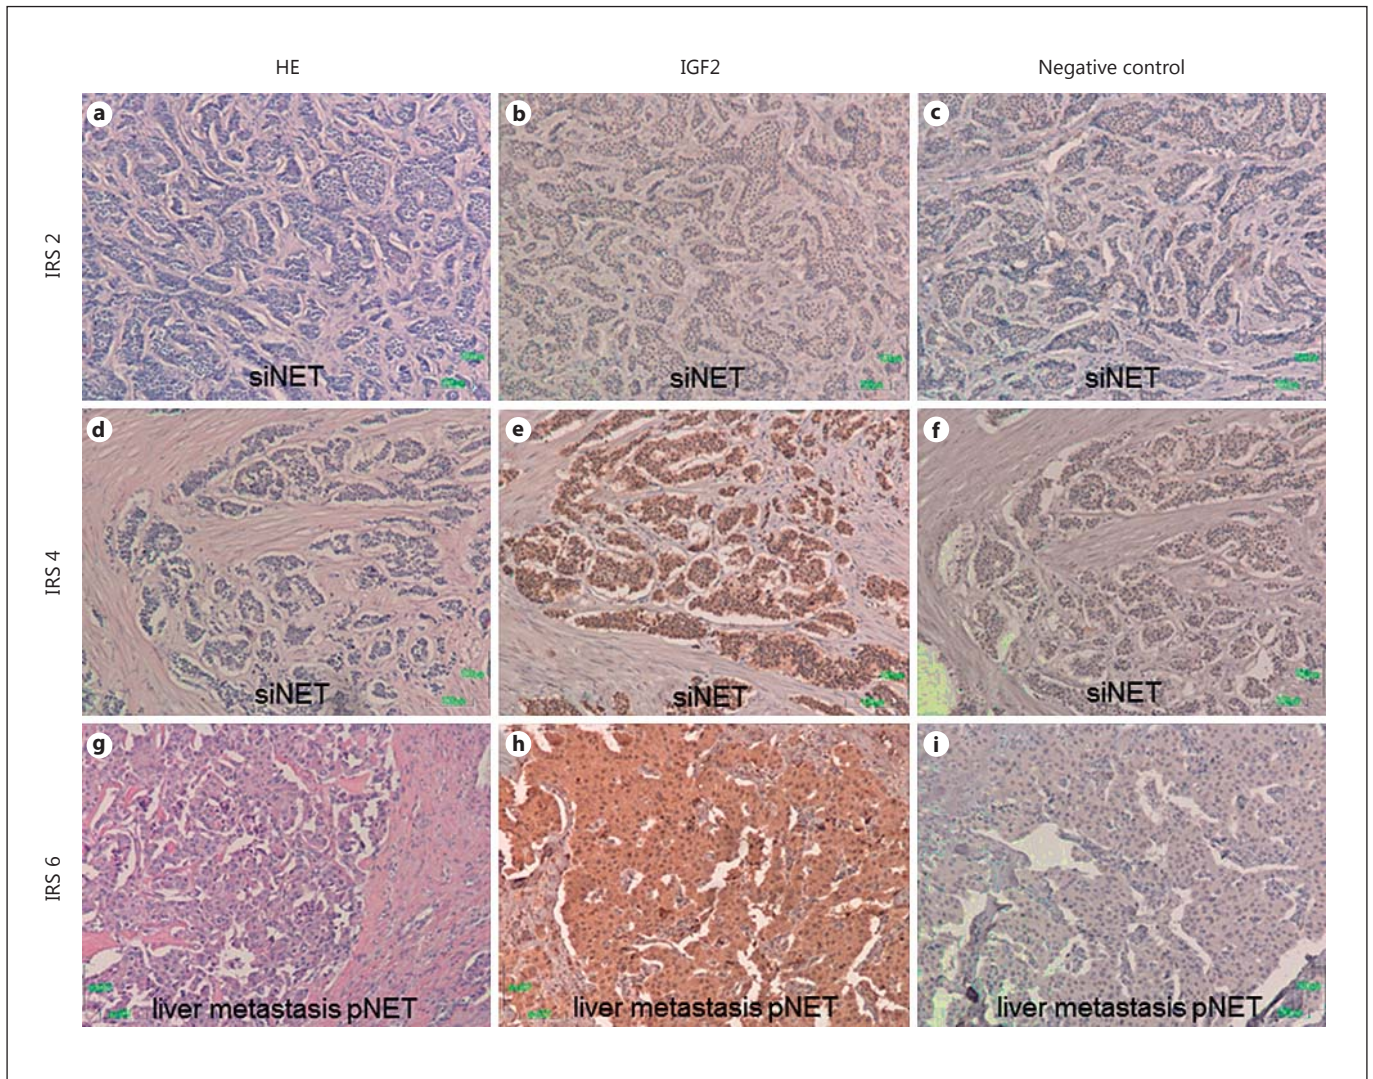 HE IGF2 Negative control
IRS 2
a b c
siNET siNET siNET
IRS 4
d e f
siNET siNET siNET
IRS 6
g h i
liver metastasis pNET liver metastasis pNET liver metastasis pNET